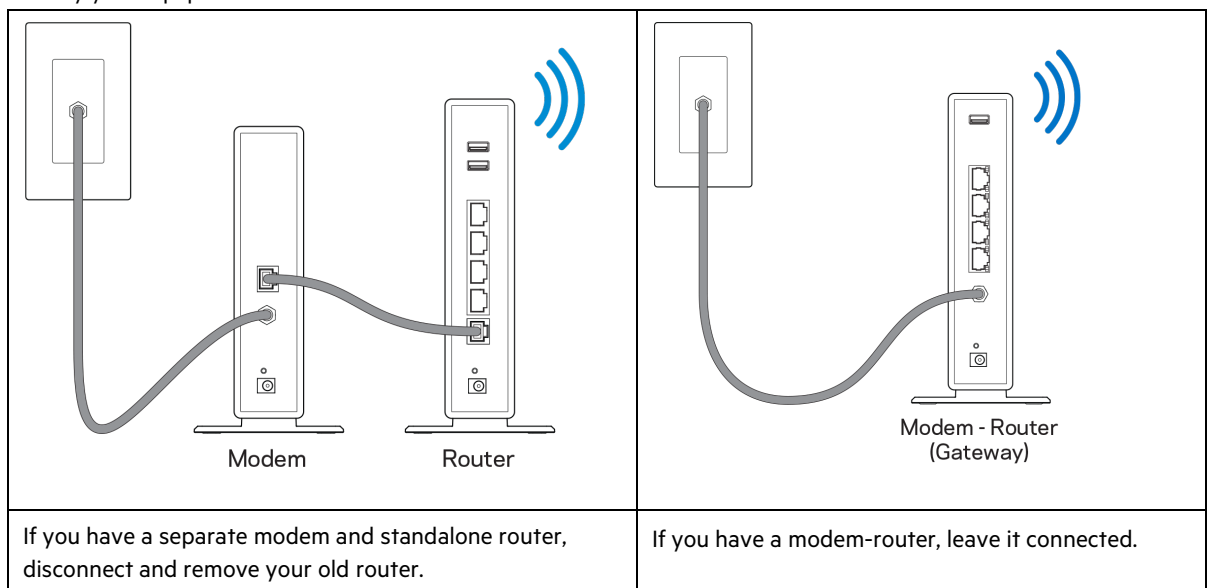 Modem
Router
If you have a separate modem and standalone router,
disconnect and remove your old router.
Modem - Router
(Gateway)
If you have a modem-router, leave it connected.